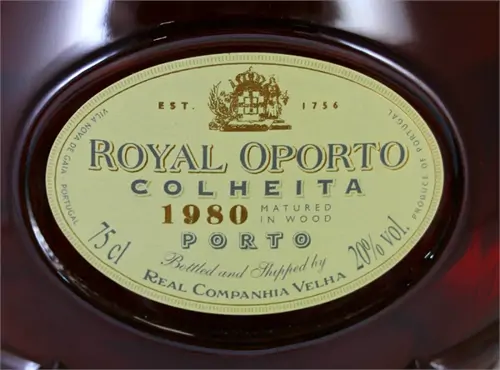 EST. 1756
ROYAL OPORTO
COLHEITA
1980 MATURED
IN WOOD
PORTO
75 cl
20% vol.
Bottled and Shipped by
REAL COMPANHIA VELHA
VILA NOVA DE GAIA - PORTUGAL
PRODUCE OF PORTUGAL